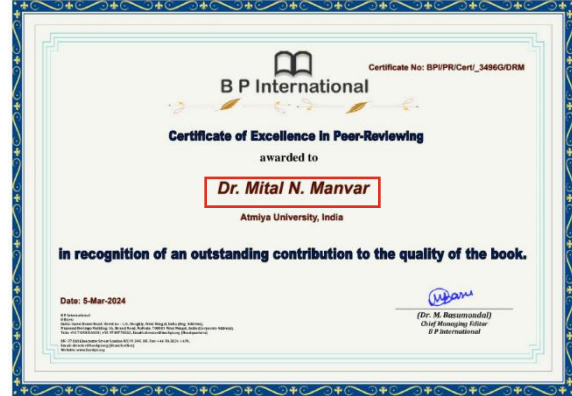 Certificate No: BPI/PR/Cert/_3496G/DRM
B P International
Certificate of Excellence in Peer-Reviewing
awarded to
Dr. Mital N. Manvar
Atmiya University, India
in recognition of an outstanding contribution to the quality of the book.
Date: 5-Mar-2024
(Dr. M. Basumondal)
Chief Managing Editor
B P International
B P International